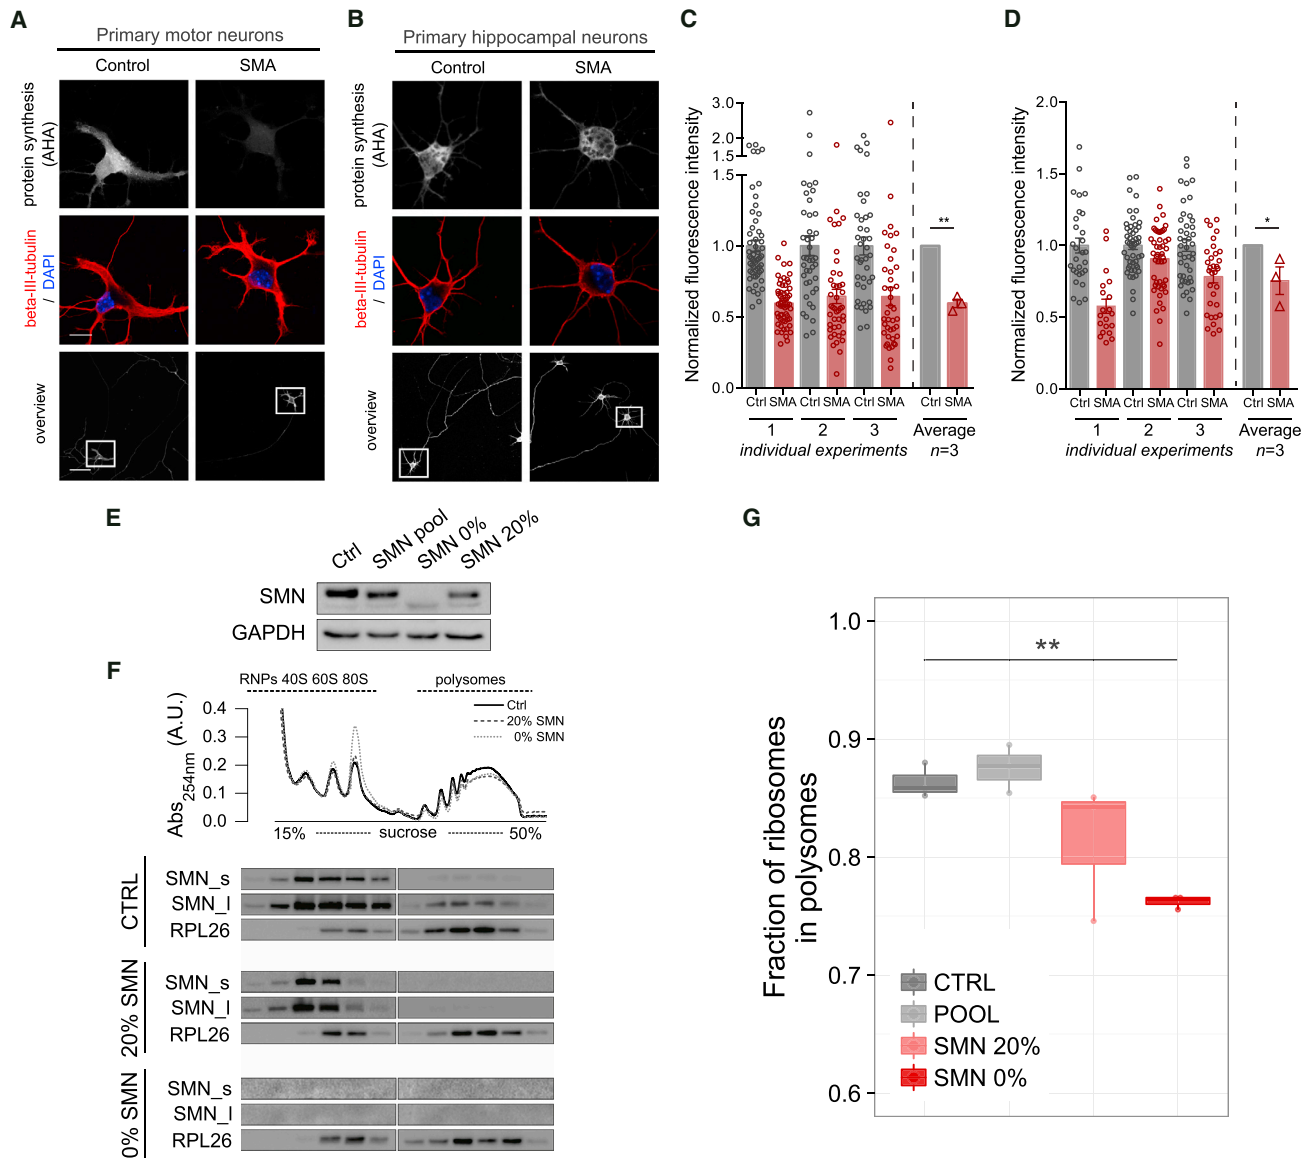 A
Primary motor neurons
Control SMA
protein synthesis
(AHA)
beta-III-tubulin
/ DAPI
overview
B
Primary hippocampal neurons
Control SMA
protein synthesis
(AHA)
beta-III-tubulin
/ DAPI
overview
C
Normalized fluorescence intensity
3.0
2.0
1.5
1.5
1.0
0.5
0.0
**
Ctrl SMA Ctrl SMA Ctrl SMA Ctrl SMA
1 2 3 Average
individual experiments n=3
D
Normalized fluorescence intensity
2.0
1.5
1.0
0.5
0.0
*
Ctrl SMA Ctrl SMA Ctrl SMA Ctrl SMA
1 2 3 Average
individual experiments n=3
E
Ctrl SMN pool SMN 0% SMN 20%
SMN
GAPDH
F
RNPs 40S 60S 80S polysomes
Abs254nm (A.U.)
0.4
0.3
0.2
0.1
0.0
Ctrl
20% SMN
0% SMN
15% sucrose 50%
CTRL
SMN_s
SMN_l
RPL26
20% SMN
SMN_s
SMN_l
RPL26
0% SMN
SMN_s
SMN_l
RPL26
G
Fraction of ribosomes
in polysomes
1.0
0.9
0.8
0.7
0.6
**
CTRL
POOL
SMN 20%
SMN 0%